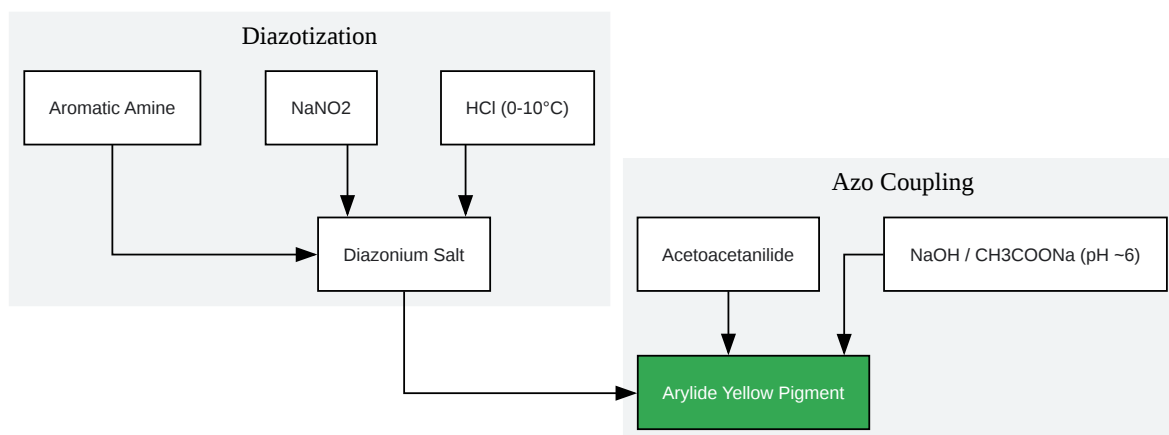 Diazotization
Aromatic Amine
NaNO2
HCl (0-10°C)
Diazonium Salt
Azo Coupling
Acetoacetanilide
NaOH / CH3COONa (pH ~6)
Arylide Yellow Pigment